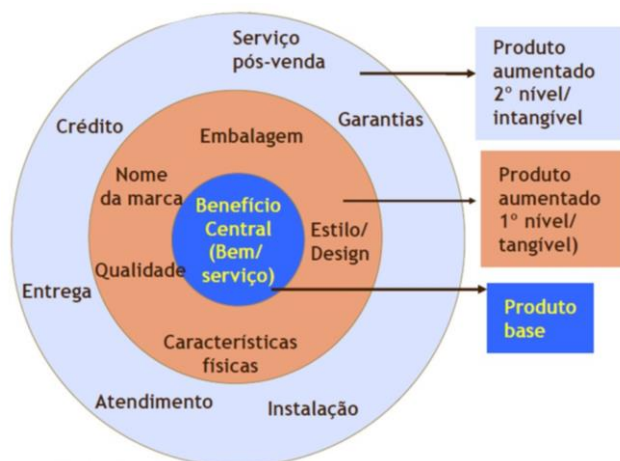 Serviço
pós-venda
Crédito
Garantias
Embalagem
Nome
da marca
Benefício
Central
(Bem/
serviço)
Estilo/
Design
Qualidade
Entrega
Características
físicas
Atendimento
Instalação
Produto
aumentado
2º nível/
intangível
Produto
aumentado
1º nível/
tangível)
Produto
base